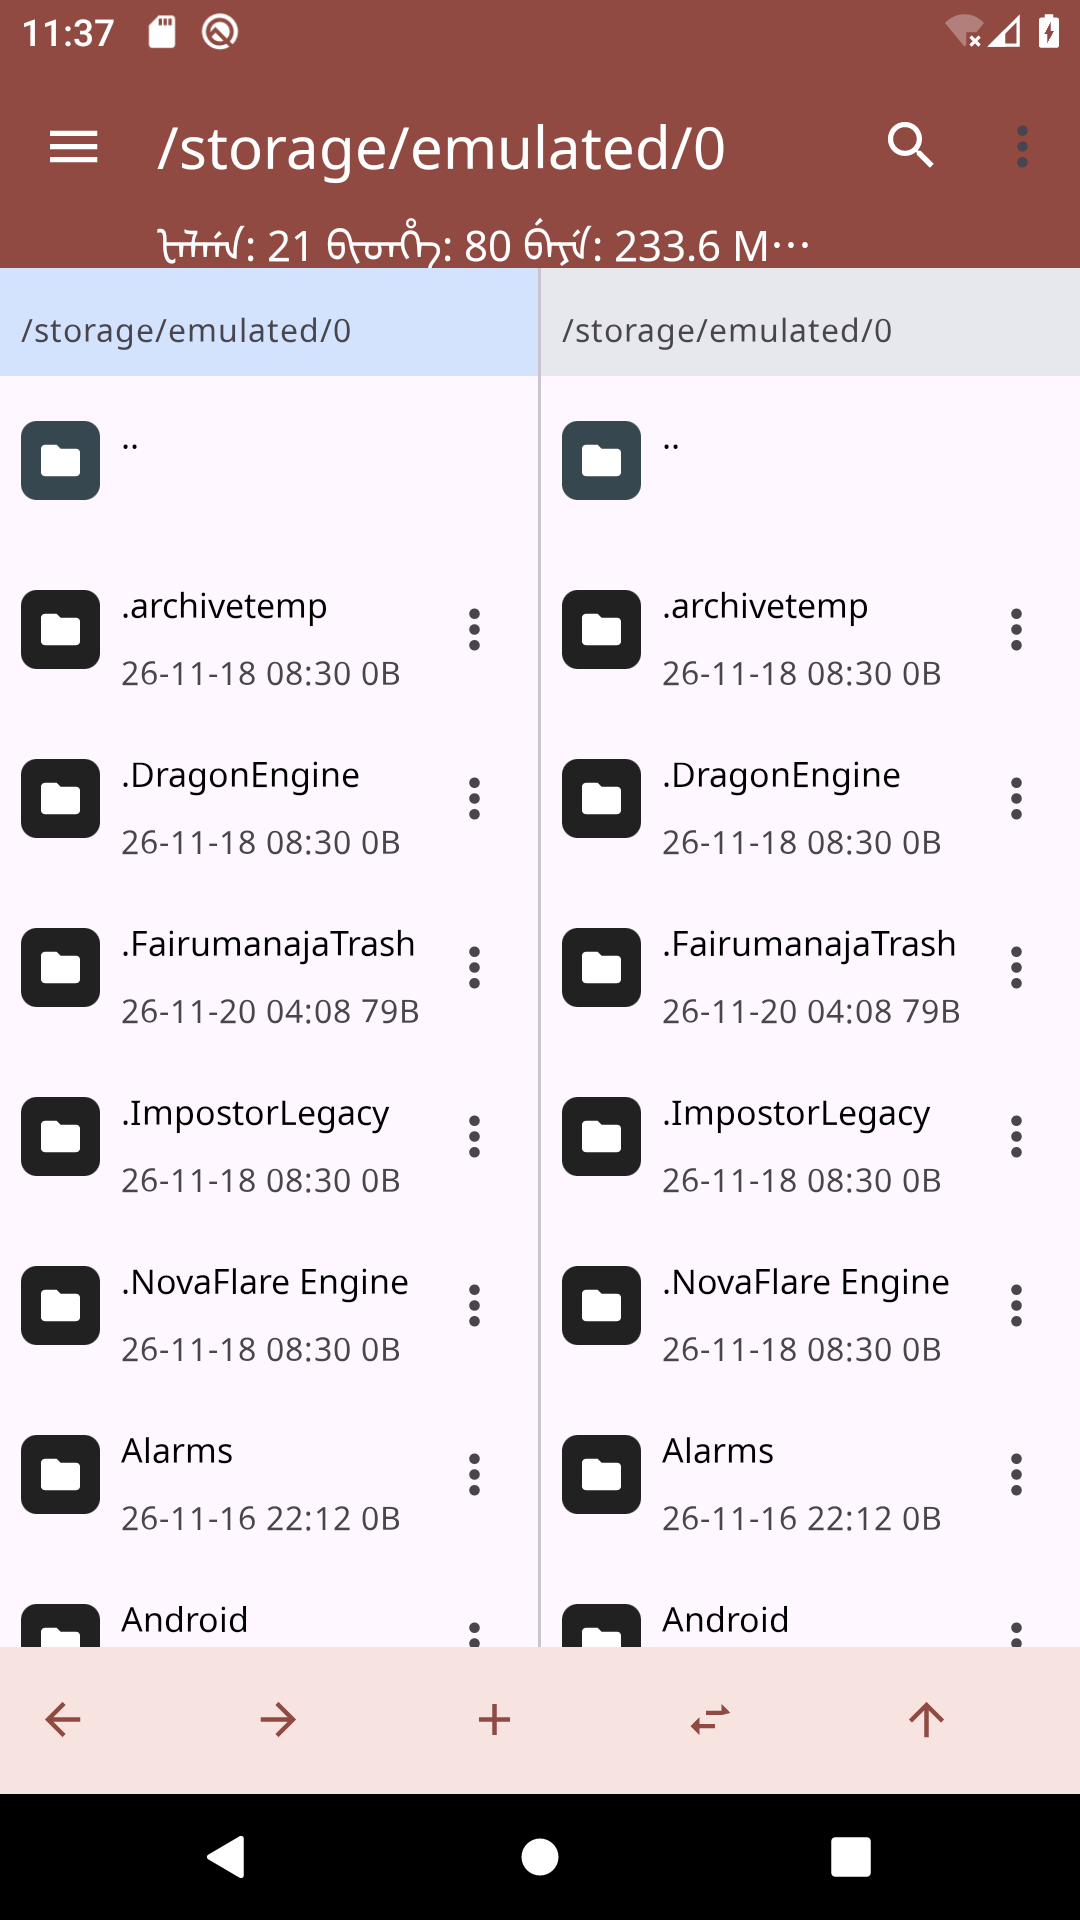 11:37
/storage/emulated/0
: 21 : 80 : 233.6 M···
/storage/emulated/0
/storage/emulated/0
..
..
.archivetemp
26-11-18 08:30 0B
.archivetemp
26-11-18 08:30 0B
.DragonEngine
26-11-18 08:30 0B
.DragonEngine
26-11-18 08:30 0B
.FairumanajaTrash
26-11-20 04:08 79B
.FairumanajaTrash
26-11-20 04:08 79B
.ImpostorLegacy
26-11-18 08:30 0B
.ImpostorLegacy
26-11-18 08:30 0B
.NovaFlare Engine
26-11-18 08:30 0B
.NovaFlare Engine
26-11-18 08:30 0B
Alarms
26-11-16 22:12 0B
Alarms
26-11-16 22:12 0B
Android
Android